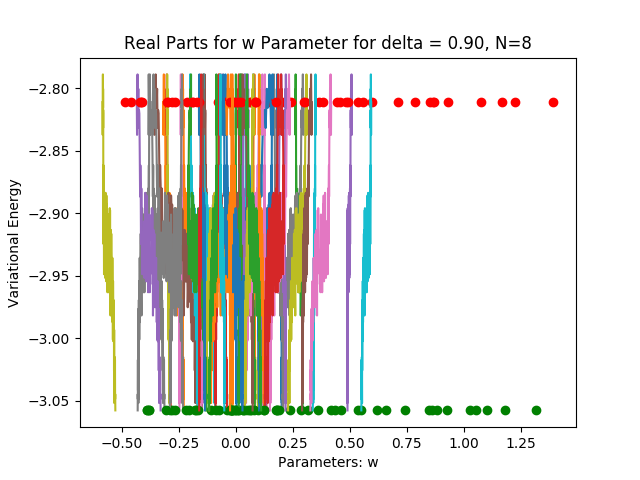 Real Parts for w Parameter for delta = 0.90, N=8
Variational Energy
−2.80
−2.85
−2.90
−2.95
−3.00
−3.05
−0.50 −0.25 0.00 0.25 0.50 0.75 1.00 1.25
Parameters: w